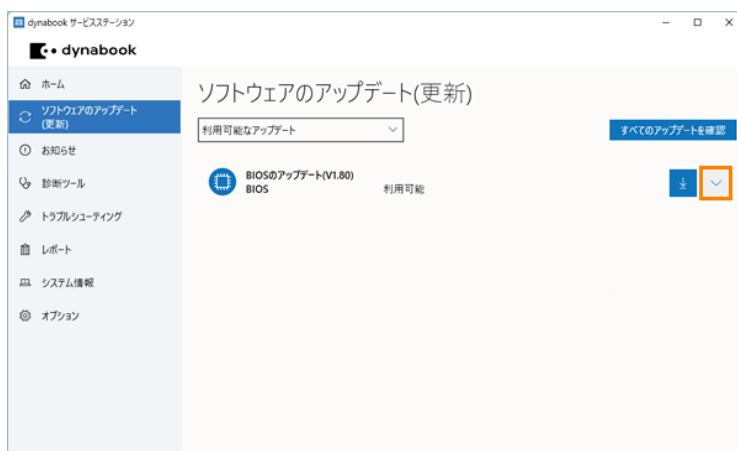 dynabook サービスステーション
dynabook
ホーム
ソフトウェアのアップデート
(更新)
お知らせ
診断ツール
トラブルシューティング
レポート
システム情報
オプション
ソフトウェアのアップデート(更新)
利用可能なアップデート
すべてのアップデートを確認
BIOSのアップデート(V1.80)
BIOS 利用可能